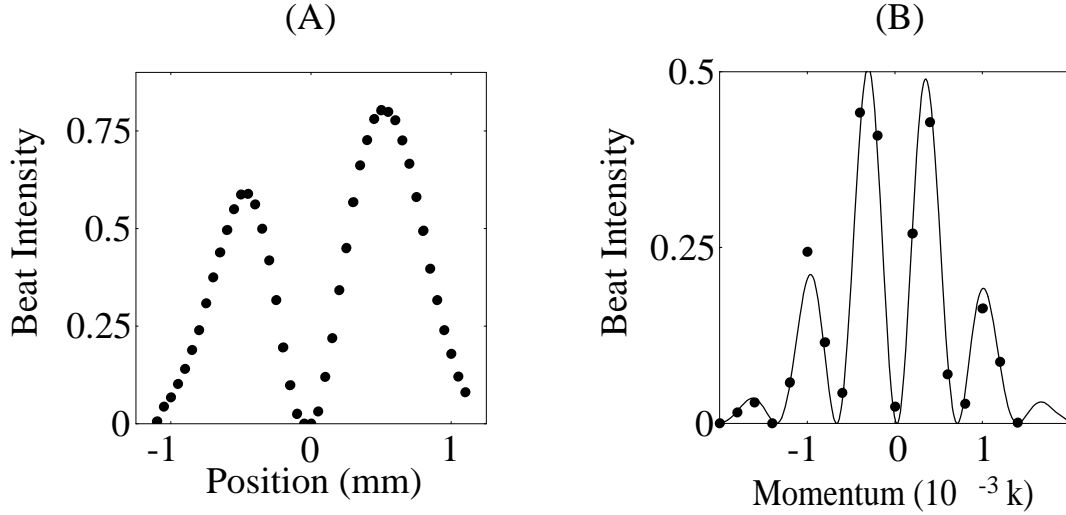 (A)
Beat Intensity
0.75
0.5
0.25
0
-1 0 1
Position (mm)
(B)
Beat Intensity
0.5
0.25
0
-1 0 1
Momentum (10 -3 k)